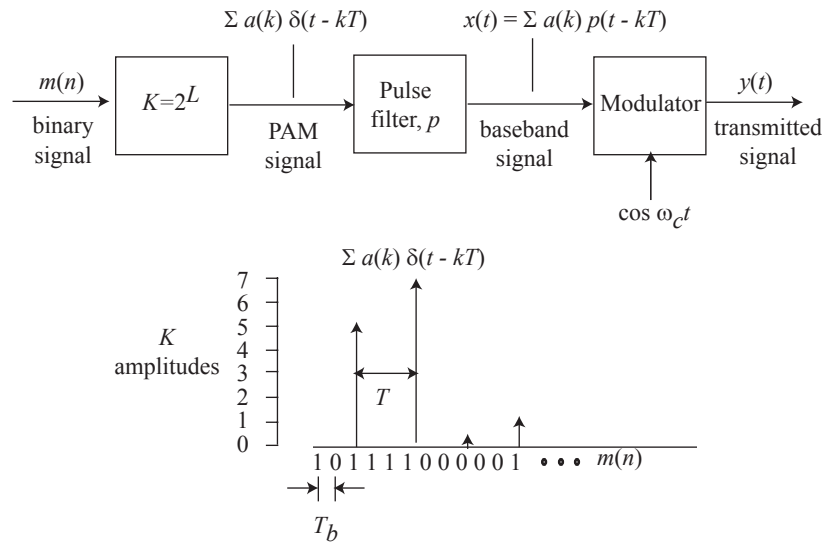 Σ a(k) δ(t - kT)
x(t) = Σ a(k) p(t - kT)
m(n)
binary
signal
K=2^L
PAM
signal
Pulse
filter, p
baseband
signal
Modulator
y(t)
transmitted
signal
cos ω_c t
Σ a(k) δ(t - kT)
7
6
5
4
3
2
1
0
K
amplitudes
T
1 0 1 1 1 1 0 0 0 0 0 1 • • • m(n)
T_b